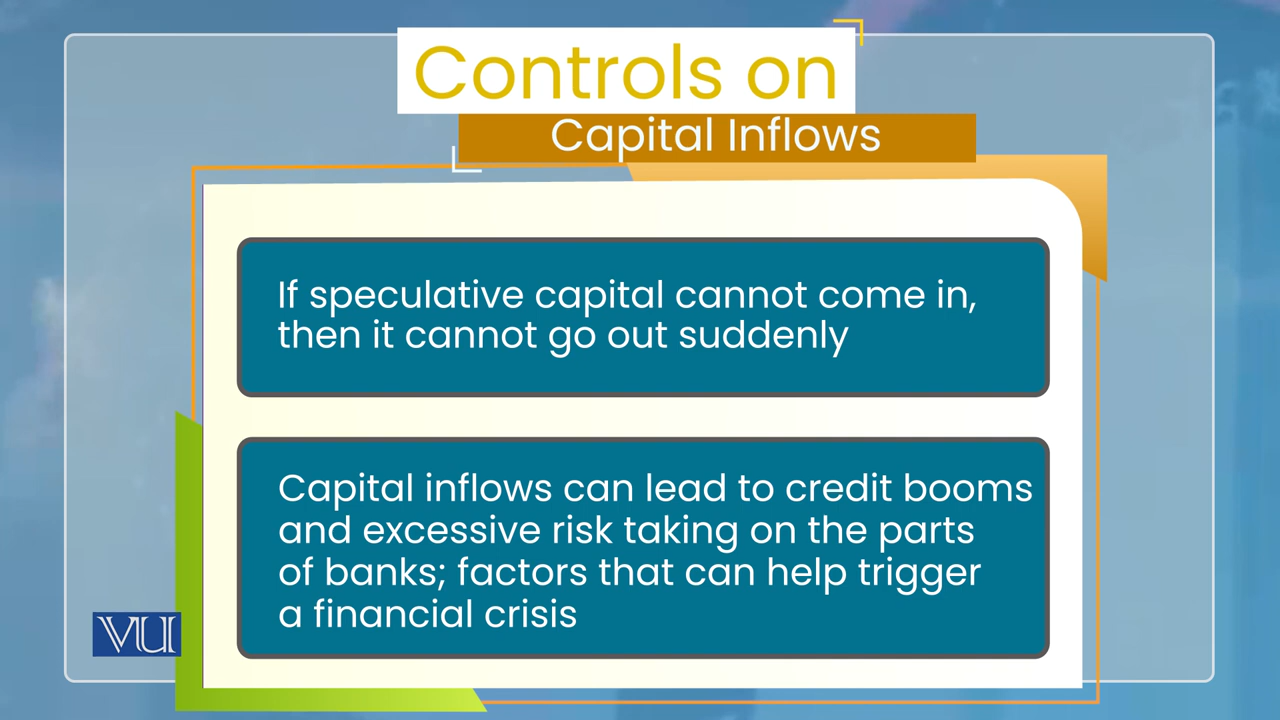 Controls on
Capital Inflows
If speculative capital cannot come in,
then it cannot go out suddenly
Capital inflows can lead to credit booms
and excessive risk taking on the parts
of banks; factors that can help trigger
a financial crisis
VU